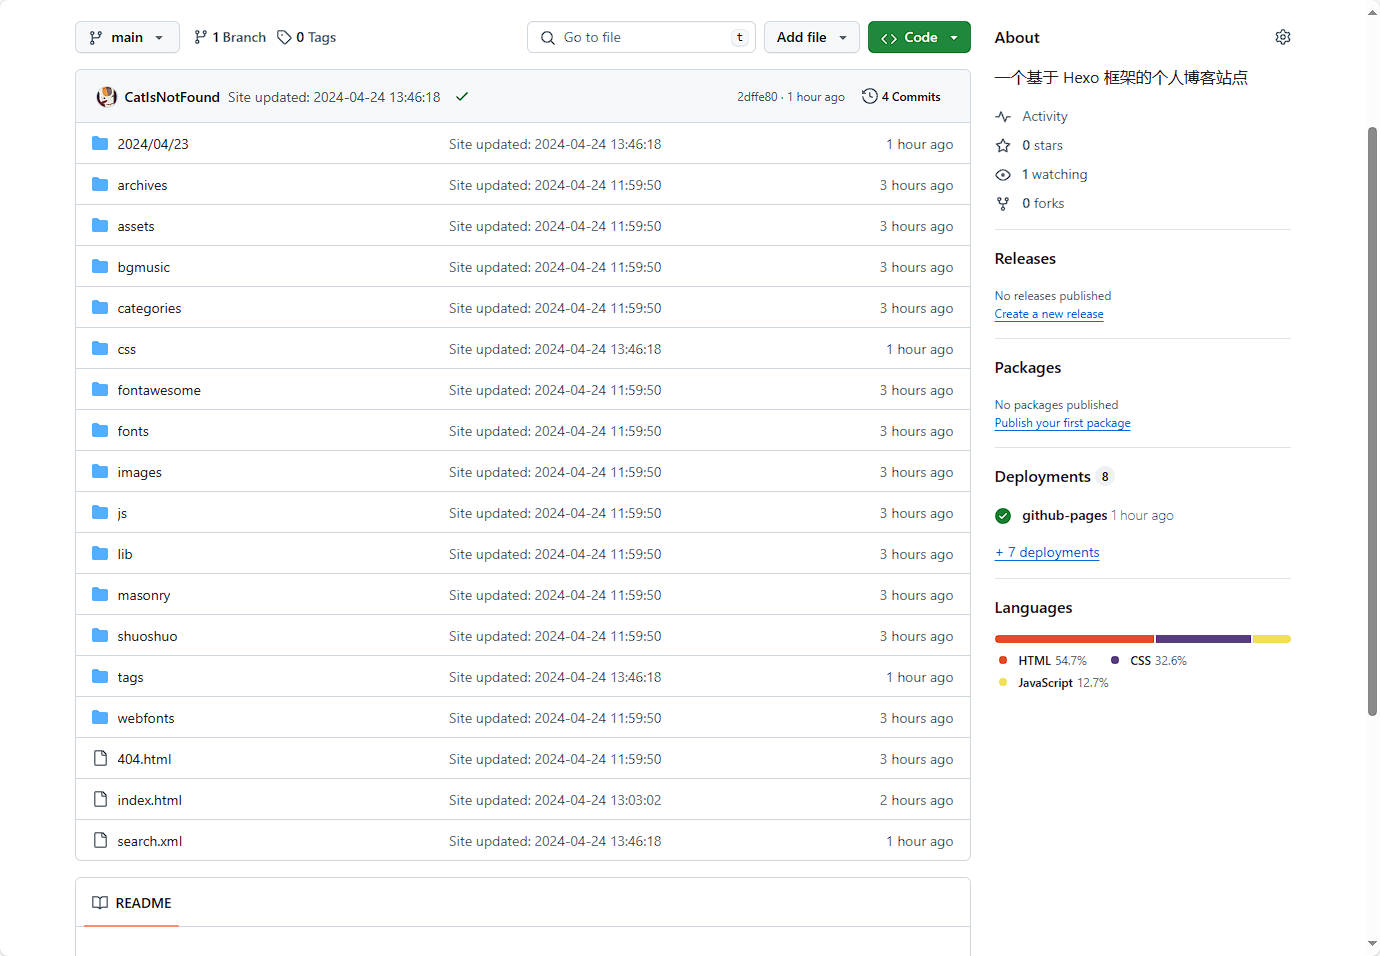 main 1 Branch 0 Tags Go to file t Add file Code
CatIsNotFound Site updated: 2024-04-24 13:46:18 2dffe80 · 1 hour ago 4 Commits
2024/04/23 Site updated: 2024-04-24 13:46:18 1 hour ago
archives Site updated: 2024-04-24 11:59:50 3 hours ago
assets Site updated: 2024-04-24 11:59:50 3 hours ago
bgmusic Site updated: 2024-04-24 11:59:50 3 hours ago
categories Site updated: 2024-04-24 11:59:50 3 hours ago
css Site updated: 2024-04-24 13:46:18 1 hour ago
fontawesome Site updated: 2024-04-24 11:59:50 3 hours ago
fonts Site updated: 2024-04-24 11:59:50 3 hours ago
images Site updated: 2024-04-24 11:59:50 3 hours ago
js Site updated: 2024-04-24 11:59:50 3 hours ago
lib Site updated: 2024-04-24 11:59:50 3 hours ago
masonry Site updated: 2024-04-24 11:59:50 3 hours ago
shuoshuo Site updated: 2024-04-24 11:59:50 3 hours ago
tags Site updated: 2024-04-24 13:46:18 1 hour ago
webfonts Site updated: 2024-04-24 11:59:50 3 hours ago
404.html Site updated: 2024-04-24 11:59:50 3 hours ago
index.html Site updated: 2024-04-24 13:03:02 2 hours ago
search.xml Site updated: 2024-04-24 13:46:18 1 hour ago
README
About
一个基于 Hexo 框架的个人博客站点
Activity
0 stars
1 watching
0 forks
Releases
No releases published
Create a new release
Packages
No packages published
Publish your first package
Deployments 8
github-pages 1 hour ago
+ 7 deployments
Languages
HTML 54.7% CSS 32.6%
JavaScript 12.7%